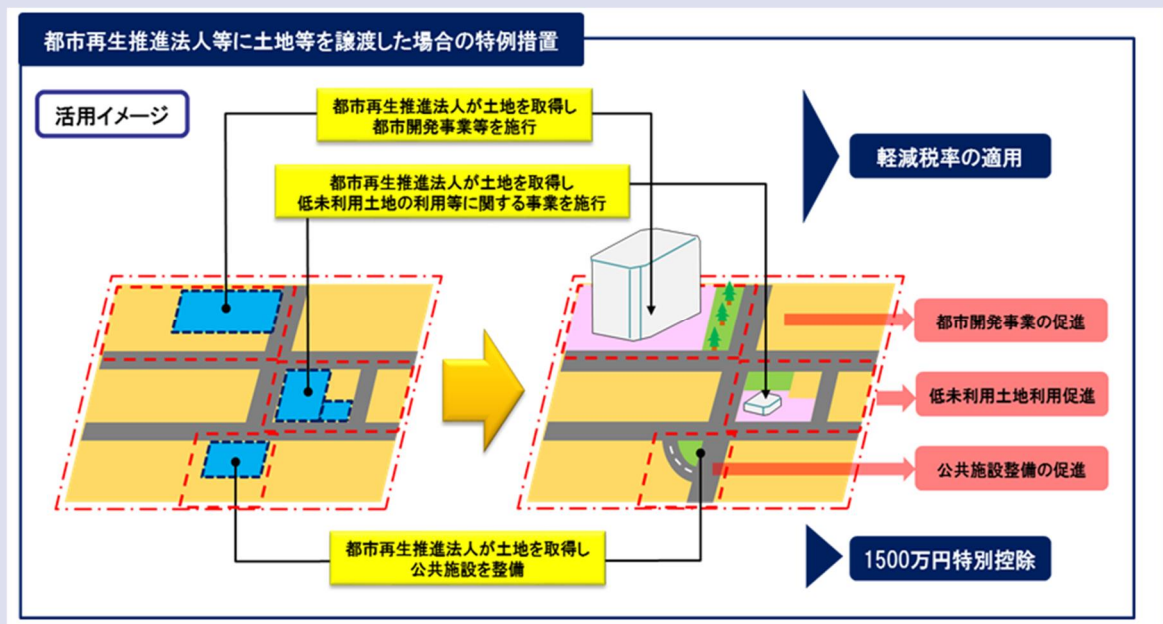 都市再生推進法人等に土地等を譲渡した場合の特例措置
活用イメージ
都市再生推進法人が土地を取得し
都市開発事業等を施行
軽減税率の適用
都市再生推進法人が土地を取得し
低未利用土地の利用等に関する事業を施行
都市開発事業の促進
低未利用土地利用促進
公共施設整備の促進
都市再生推進法人が土地を取得し
公共施設を整備
1500万円特別控除